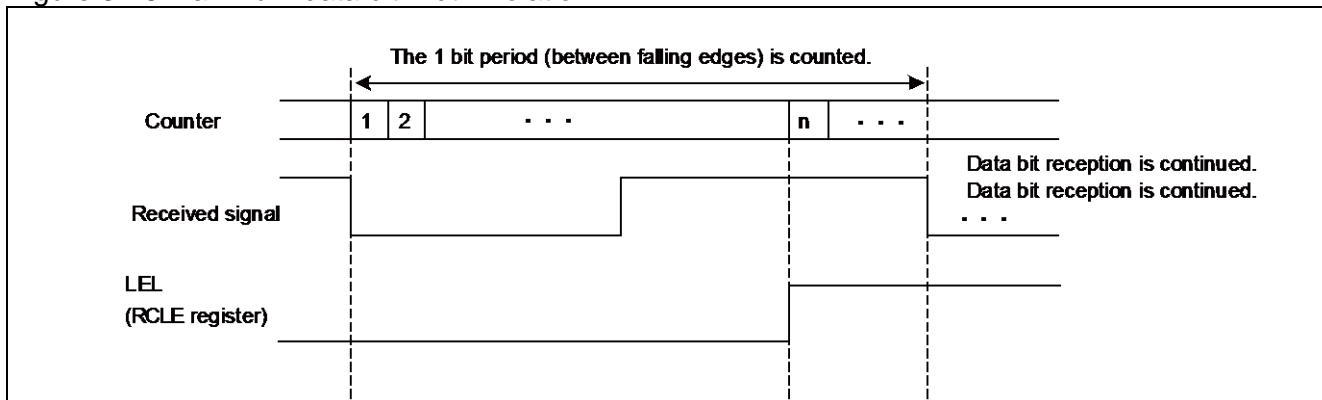 The 1 bit period (between falling edges) is counted.
Counter 1 2 · · · n · · ·
Data bit reception is continued.
Data bit reception is continued.
Received signal · · ·
LEL
(RCLE register)